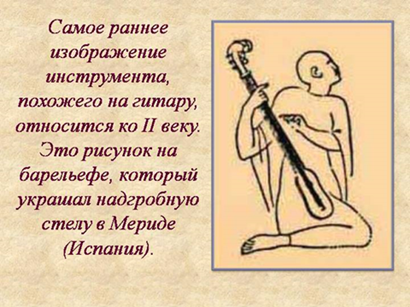 Самое раннее
изображение
инструмента,
похожего на гитару,
относится ко II веку.
Это рисунок на
барельефе, который
украшал надгробную
стелу в Мериде
(Испания).